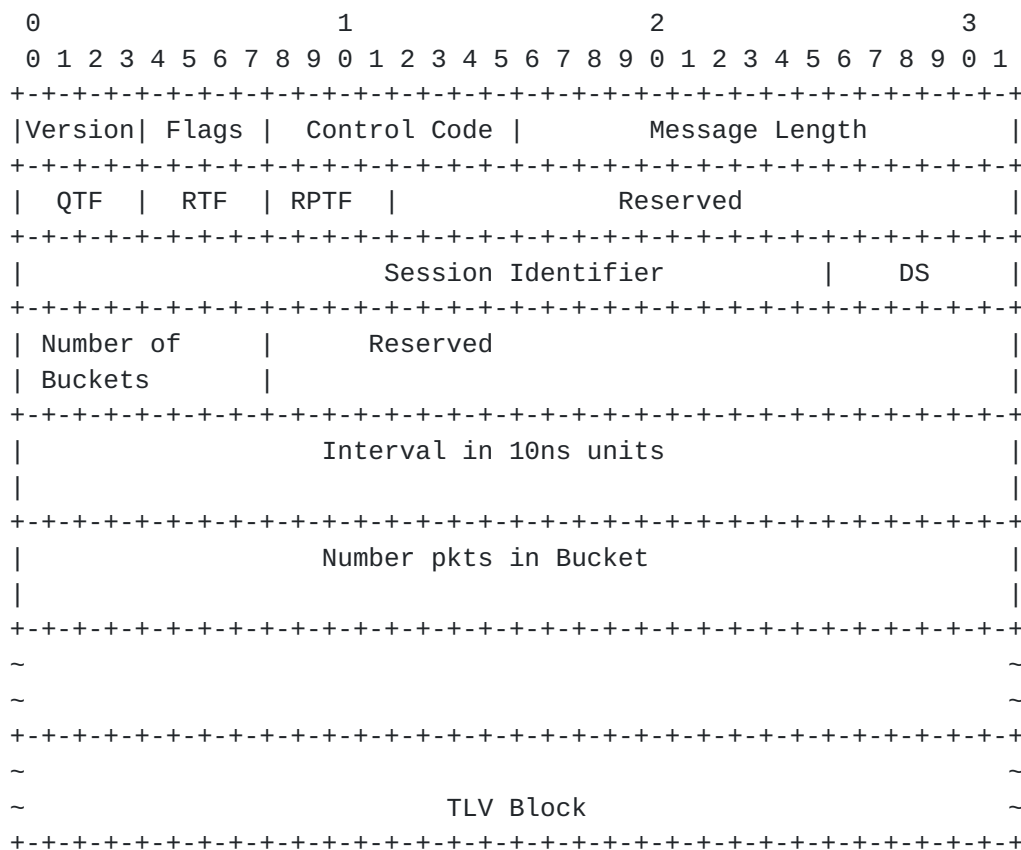 0                   1                   2                   3
 0 1 2 3 4 5 6 7 8 9 0 1 2 3 4 5 6 7 8 9 0 1 2 3 4 5 6 7 8 9 0 1
+-+-+-+-+-+-+-+-+-+-+-+-+-+-+-+-+-+-+-+-+-+-+-+-+-+-+-+-+-+-+-+-+
|Version| Flags |  Control Code |        Message Length         |
+-+-+-+-+-+-+-+-+-+-+-+-+-+-+-+-+-+-+-+-+-+-+-+-+-+-+-+-+-+-+-+-+
|  QTF  |  RTF  | RPTF  |              Reserved                 |
+-+-+-+-+-+-+-+-+-+-+-+-+-+-+-+-+-+-+-+-+-+-+-+-+-+-+-+-+-+-+-+-+
|                       Session Identifier          |    DS     |
+-+-+-+-+-+-+-+-+-+-+-+-+-+-+-+-+-+-+-+-+-+-+-+-+-+-+-+-+-+-+-+-+
| Number of     |      Reserved                                 |
| Buckets       |                                               |
+-+-+-+-+-+-+-+-+-+-+-+-+-+-+-+-+-+-+-+-+-+-+-+-+-+-+-+-+-+-+-+-+
|                   Interval in 10ns units                      |
|                                                               |
+-+-+-+-+-+-+-+-+-+-+-+-+-+-+-+-+-+-+-+-+-+-+-+-+-+-+-+-+-+-+-+-+
|                   Number pkts in Bucket                       |
|                                                               |
+-+-+-+-+-+-+-+-+-+-+-+-+-+-+-+-+-+-+-+-+-+-+-+-+-+-+-+-+-+-+-+-+
~                                                               ~
~                                                               ~
+-+-+-+-+-+-+-+-+-+-+-+-+-+-+-+-+-+-+-+-+-+-+-+-+-+-+-+-+-+-+-+-+
~                                                               ~
~                           TLV Block                           ~
+-+-+-+-+-+-+-+-+-+-+-+-+-+-+-+-+-+-+-+-+-+-+-+-+-+-+-+-+-+-+-+-+